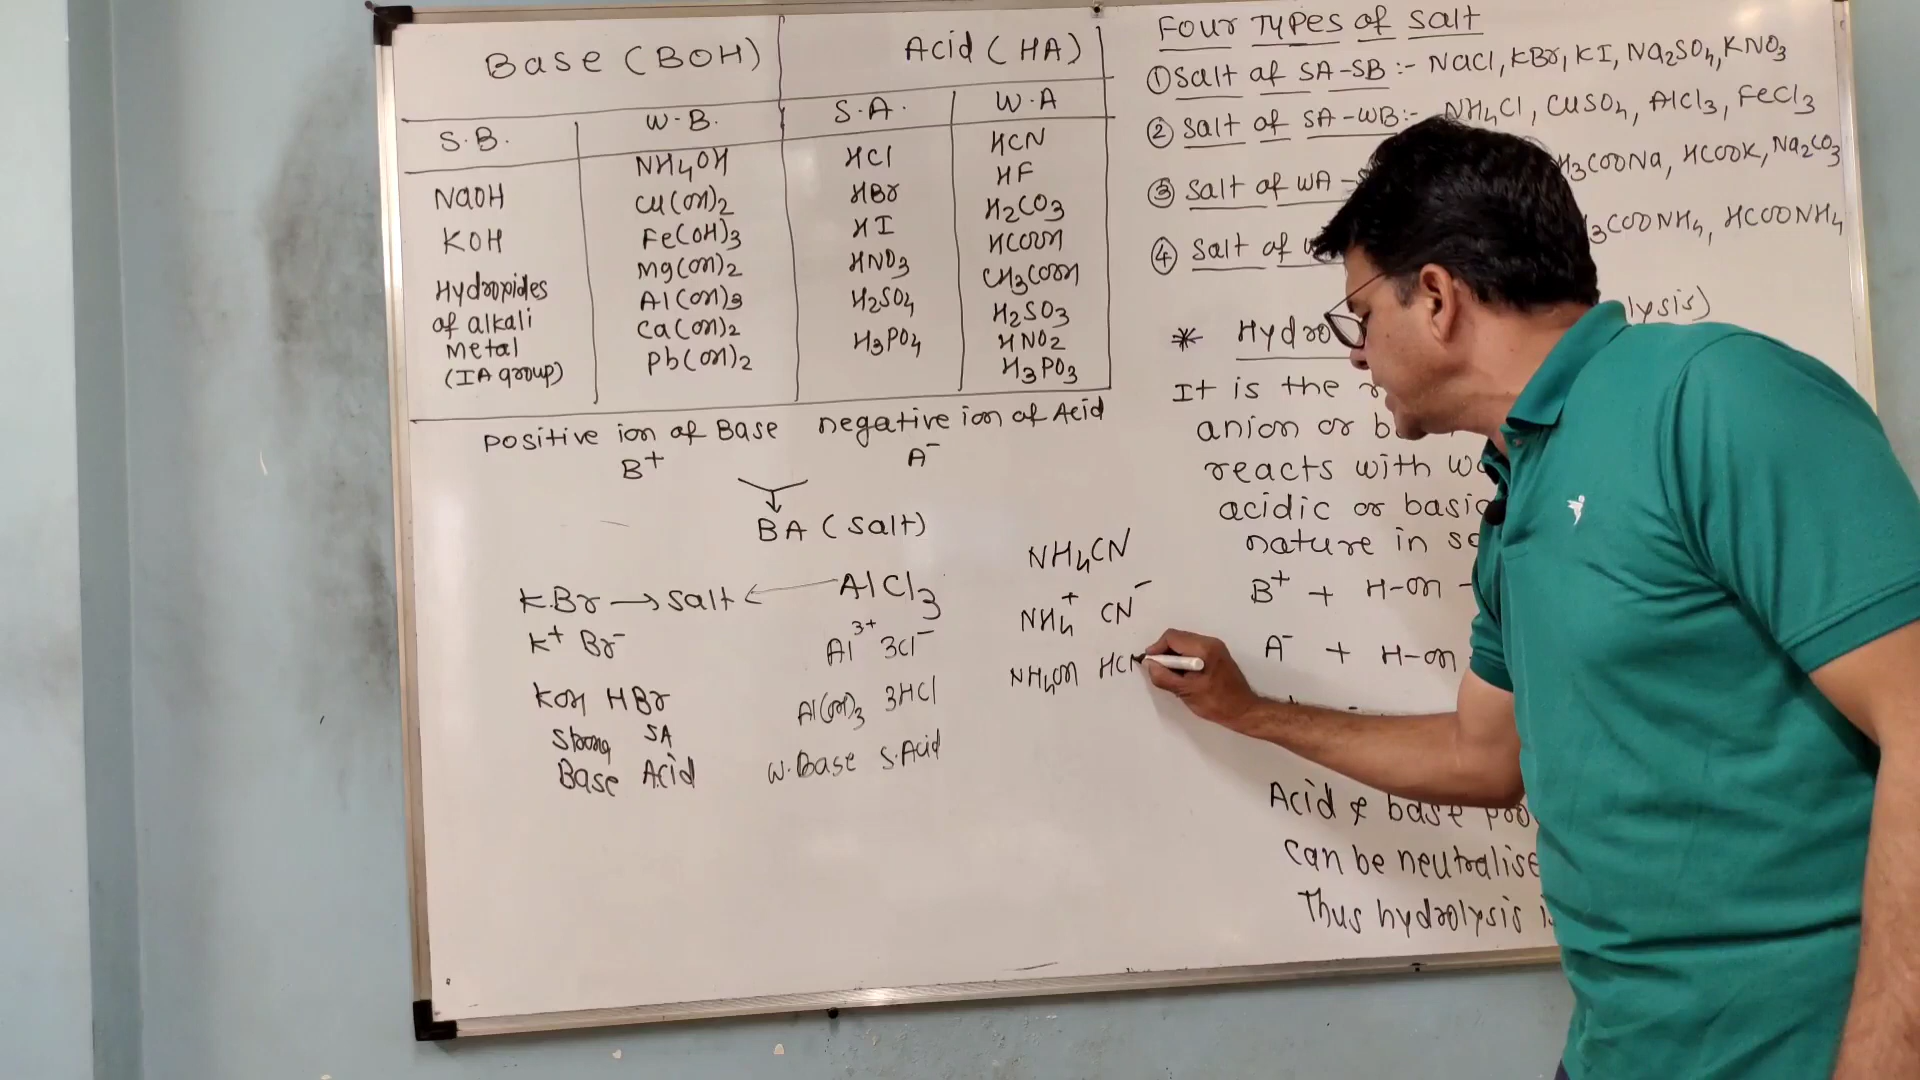 Base (BOH)
Acid (HA)
S.B.
W.B.
S.A.
W.A
NaOH
KOH
Hydroxides
of alkali
metal
(IA group)
NH4OH
Cu(OH)2
Fe(OH)3
Mg(OH)2
Al(OH)3
Ca(OH)2
Pb(OH)2
HCl
HBr
HI
HNO3
H2SO4
H3PO4
HCN
HF
H2CO3
HCOOH
CH3COOH
H2SO3
HNO2
H3PO3
positive ion of Base negative ion of Acid
B+ A-
BA (salt)
KBr → salt ← AlCl3
K+ Br-
KOH HBr
Strong SA
Base Acid
Al3+ 3Cl-
Al(OH)3 3HCl
W.Base S.Acid
NH4CN
NH4+ CN-
NH4OH HCN
Four Types of salt
① Salt of SA-SB :- NaCl, KBr, KI, Na2SO4, KNO3
② Salt of SA-WB :- NH4Cl, CuSO4, AlCl3, FeCl3
③ Salt of WA- H3COONa, HCOOK, Na2CO3
④ Salt of 3COONH4, HCOONH4
* Hydro lysis)
It is the
anion or
reacts with
acidic or
nature in
B+ + H-OH
A- + H-OH
Acid & base
can be
Thus hydrolysis